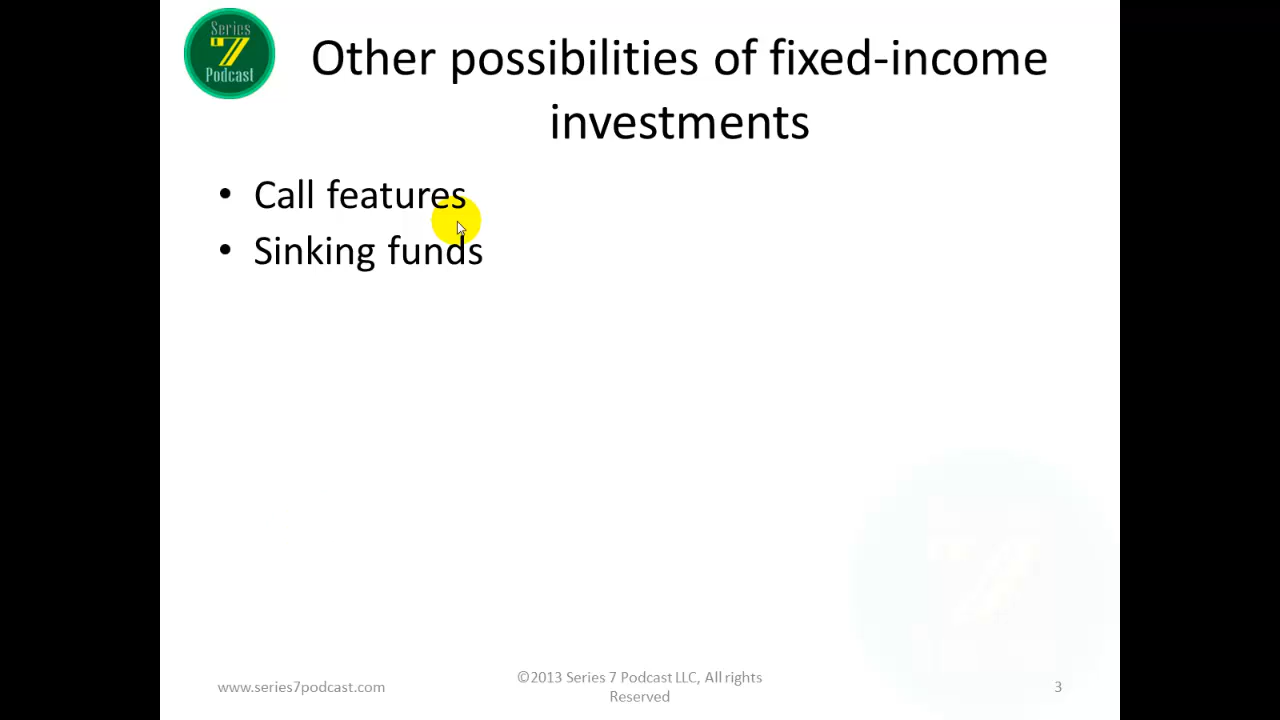 Series
7
Podcast
Other possibilities of fixed-income
investments
• Call features
• Sinking funds
www.series7podcast.com
©2013 Series 7 Podcast LLC, All rights
Reserved
3